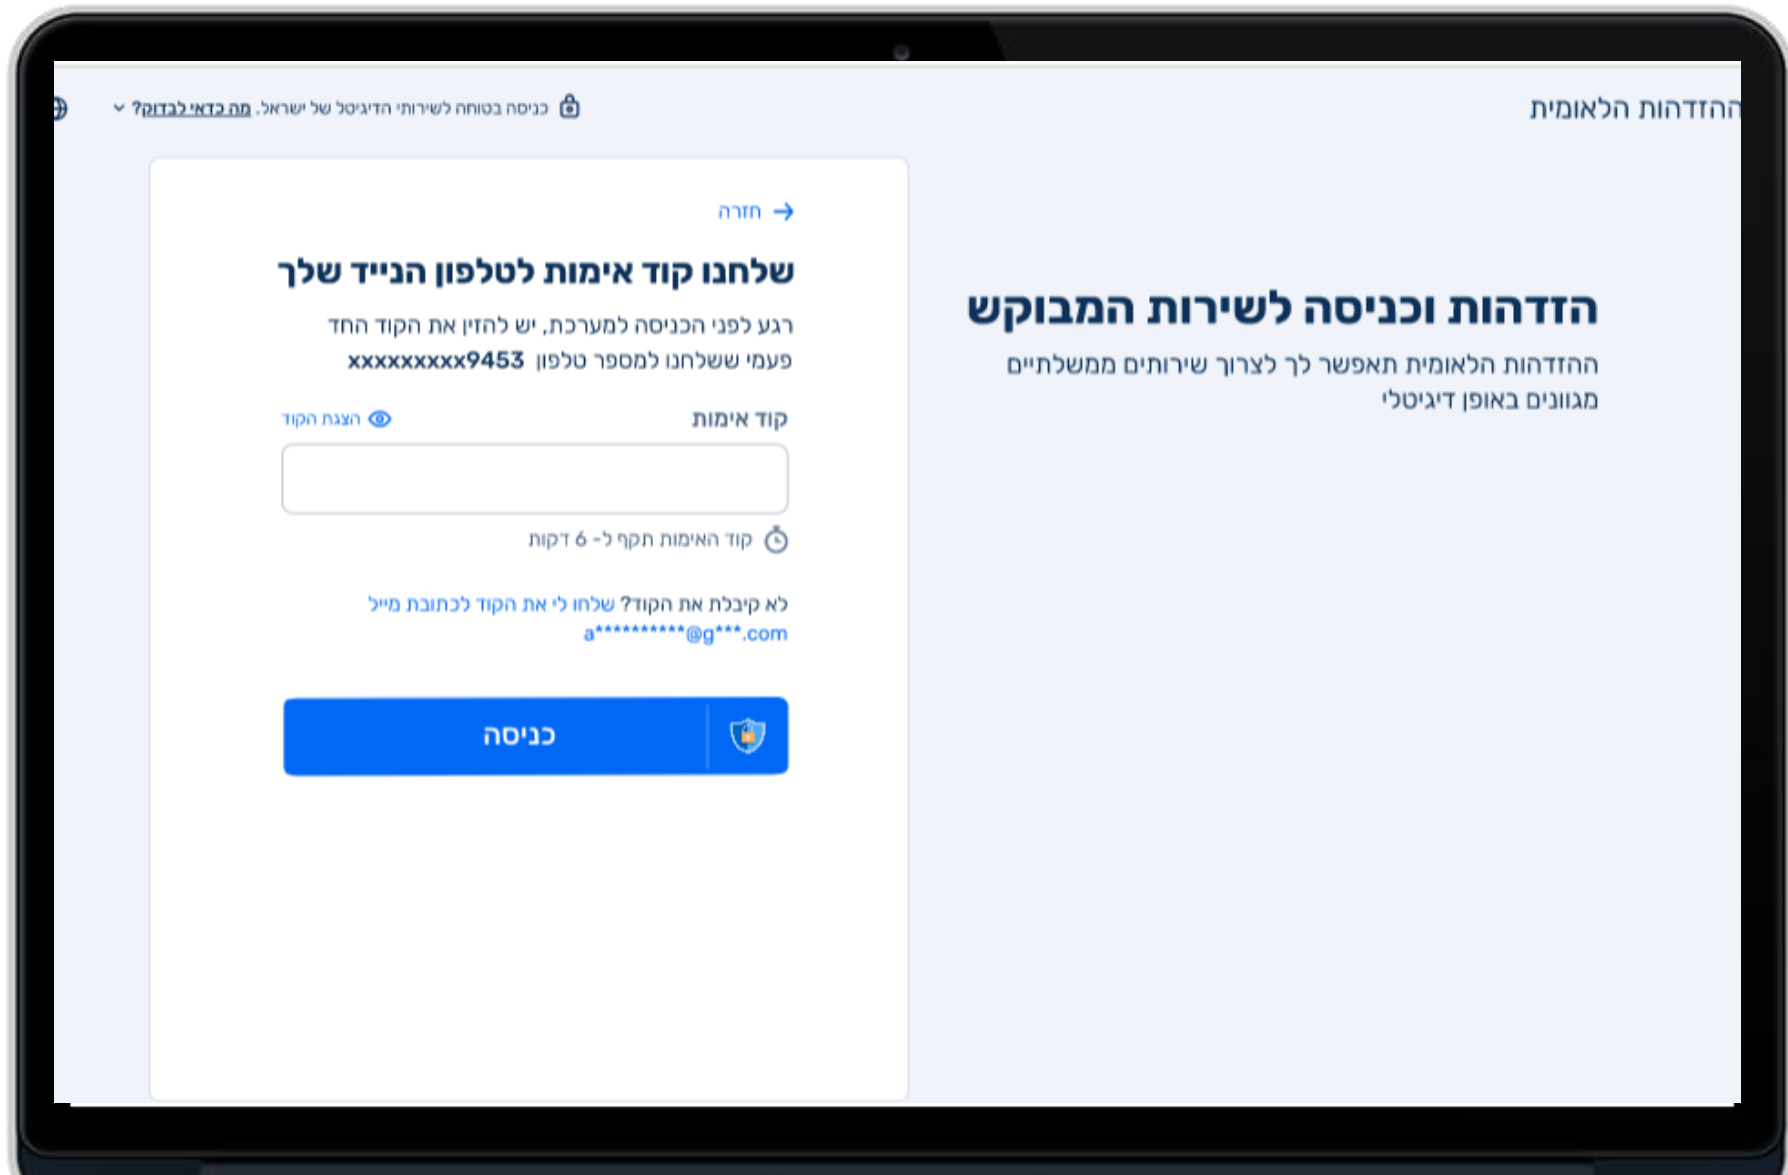 ההזדהות הלאומית
כניסה בטוחה לשירותי הדיגיטל של ישראל. מה כדאי לבדוק?
הזדהות וכניסה לשירות המבוקש
ההזדהות הלאומית תאפשר לך לצרוך שירותים ממשלתיים
מגוונים באופן דיגיטלי
חזרה
שלחנו קוד אימות לטלפון הנייד שלך
רגע לפני הכניסה למערכת, יש להזין את הקוד החד
פעמי ששלחנו למספר טלפון xxxxxxxxx9453
קוד אימות
הצגת הקוד
קוד האימות תקף ל- 6 דקות
לא קיבלת את הקוד? שלחו לי את הקוד לכתובת מייל
a**********@g***.com
כניסה